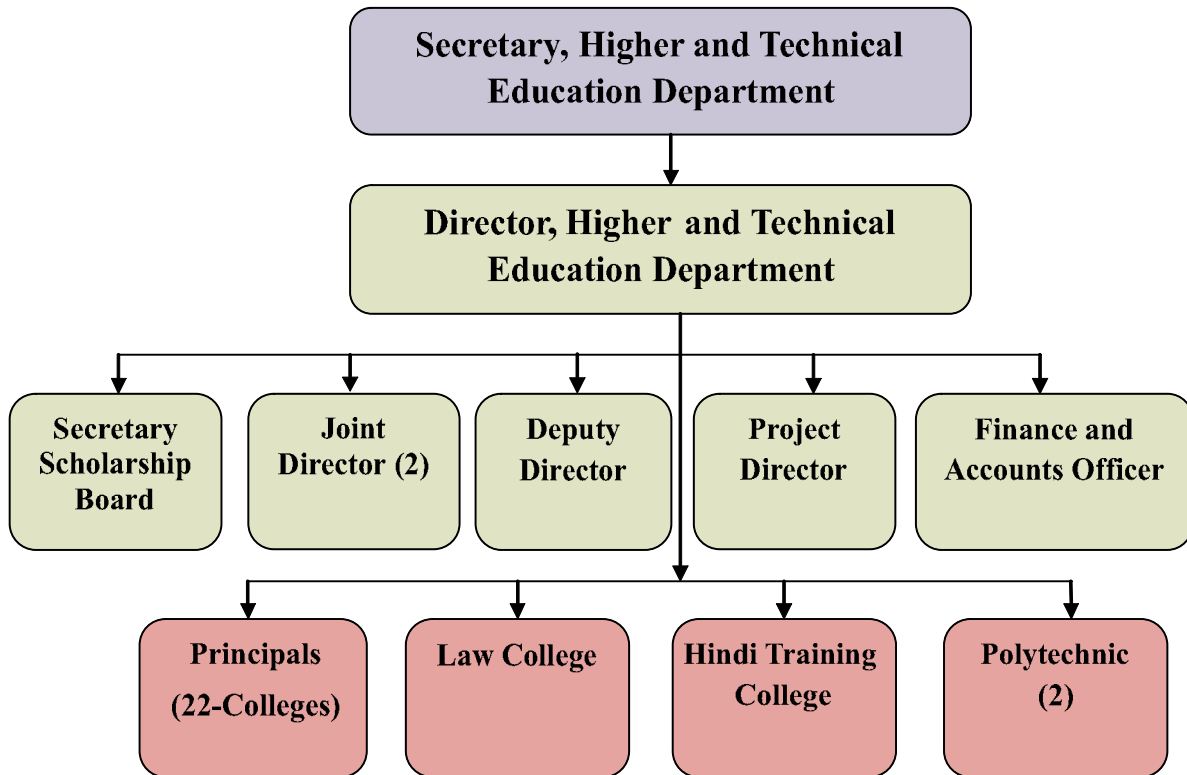 Secretary, Higher and Technical
Education Department
Director, Higher and Technical
Education Department
Secretary
Scholarship
Board
Joint
Director (2)
Deputy
Director
Project
Director
Finance and
Accounts Officer
Principals
(22-Colleges)
Law College
Hindi Training
College
Polytechnic
(2)